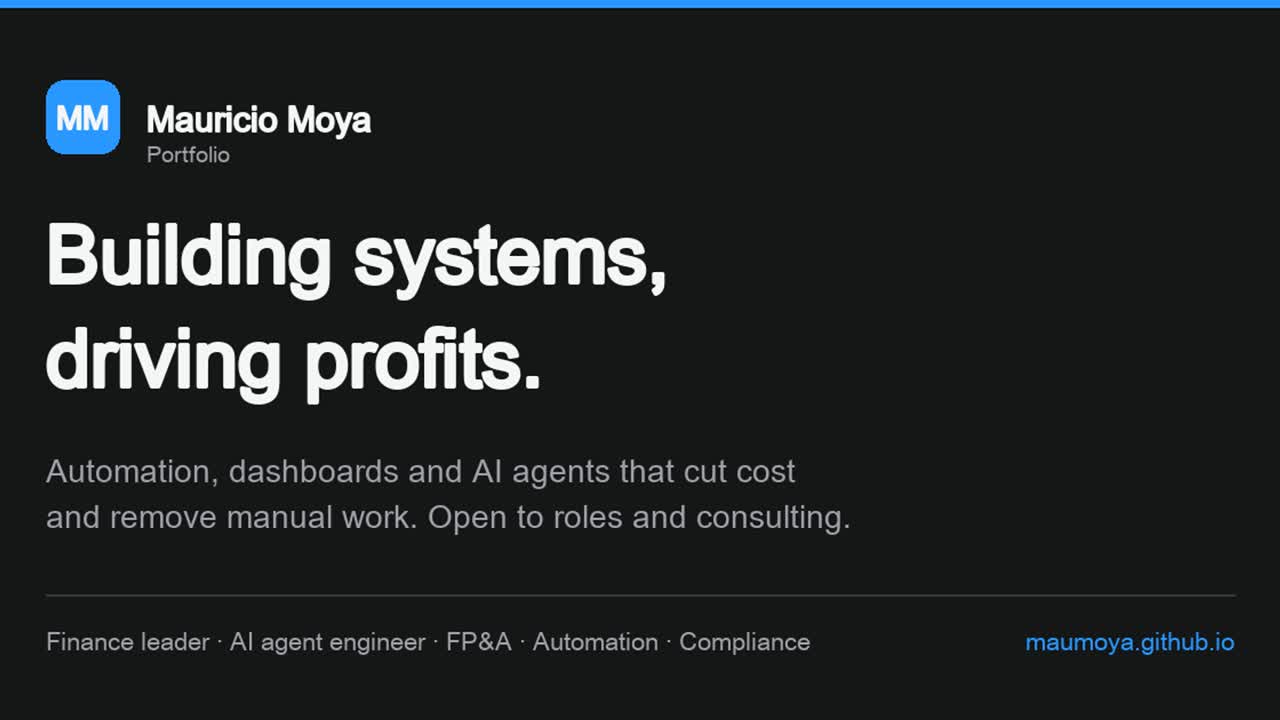 MM
Mauricio Moya
Portfolio
Building systems,
driving profits.
Automation, dashboards and AI agents that cut cost
and remove manual work. Open to roles and consulting.
Finance leader · AI agent engineer · FP&A · Automation · Compliance
maumoya.github.io